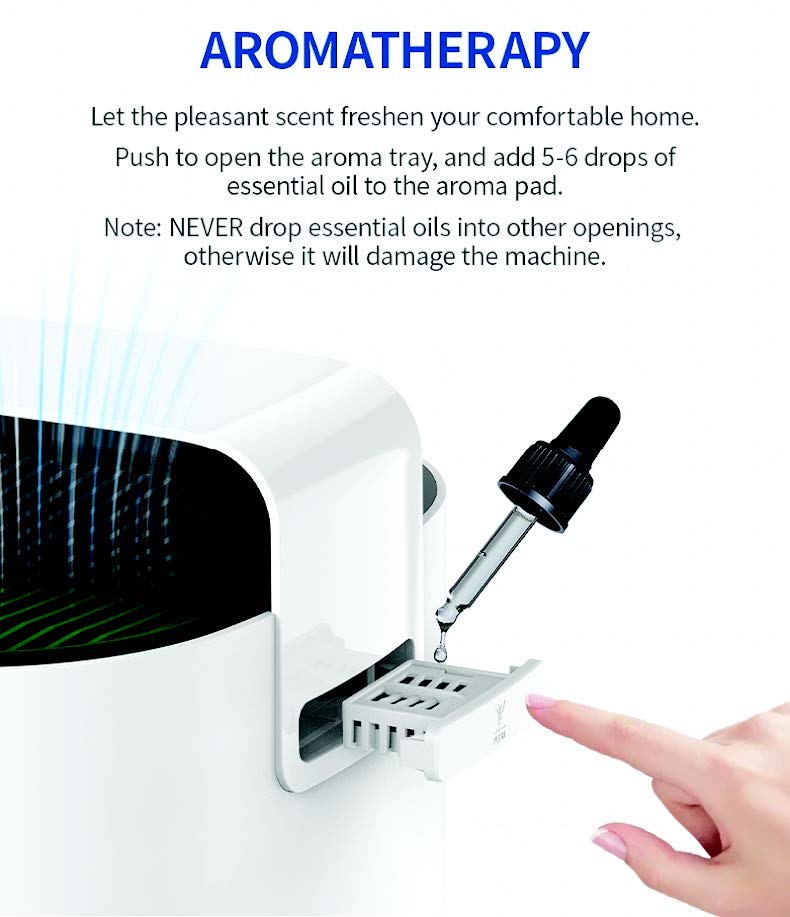 AROMATHERAPY
Let the pleasant scent freshen your comfortable home.
Push to open the aroma tray, and add 5-6 drops of
essential oil to the aroma pad.
Note: NEVER drop essential oils into other openings,
otherwise it will damage the machine.